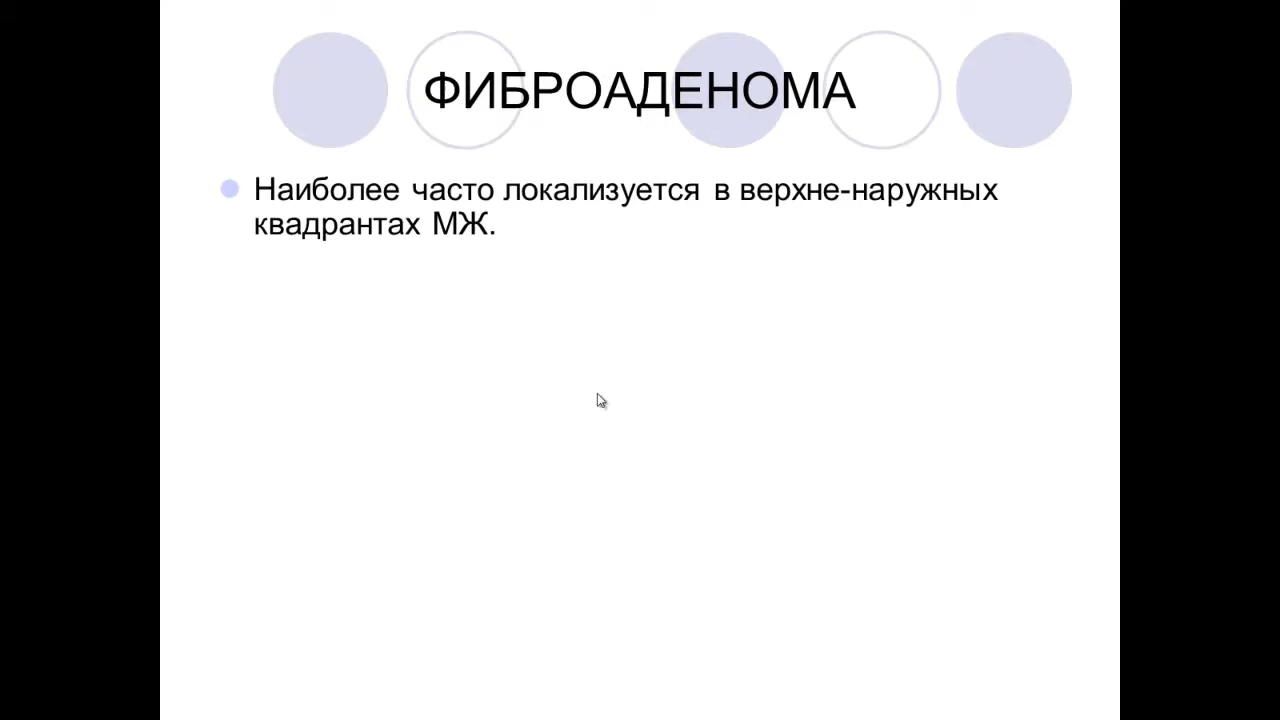 ФИБРОАДЕНОМА
Наиболее часто локализуется в верхне-наружных
квадрантах МЖ.